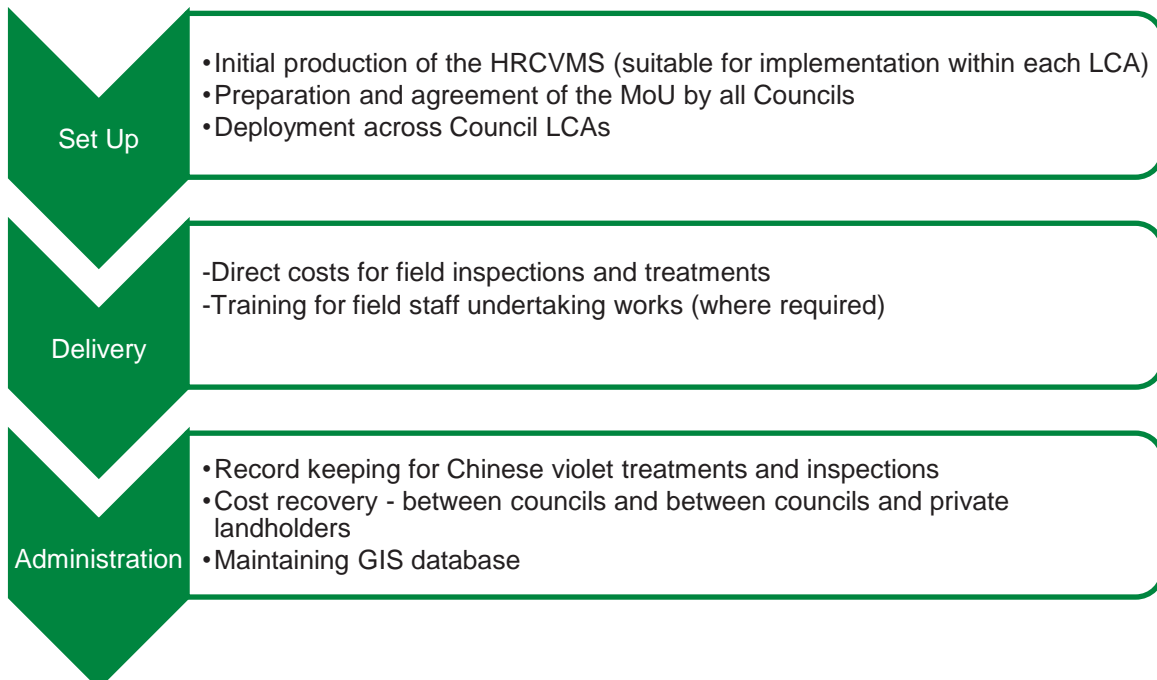 Set Up
•Initial production of the HRCVMS (suitable for implementation within each LCA)
•Preparation and agreement of the MoU by all Councils
•Deployment across Council LCAs
Delivery
-Direct costs for field inspections and treatments
-Training for field staff undertaking works (where required)
Administration
•Record keeping for Chinese violet treatments and inspections
•Cost recovery - between councils and between councils and private
landholders
•Maintaining GIS database